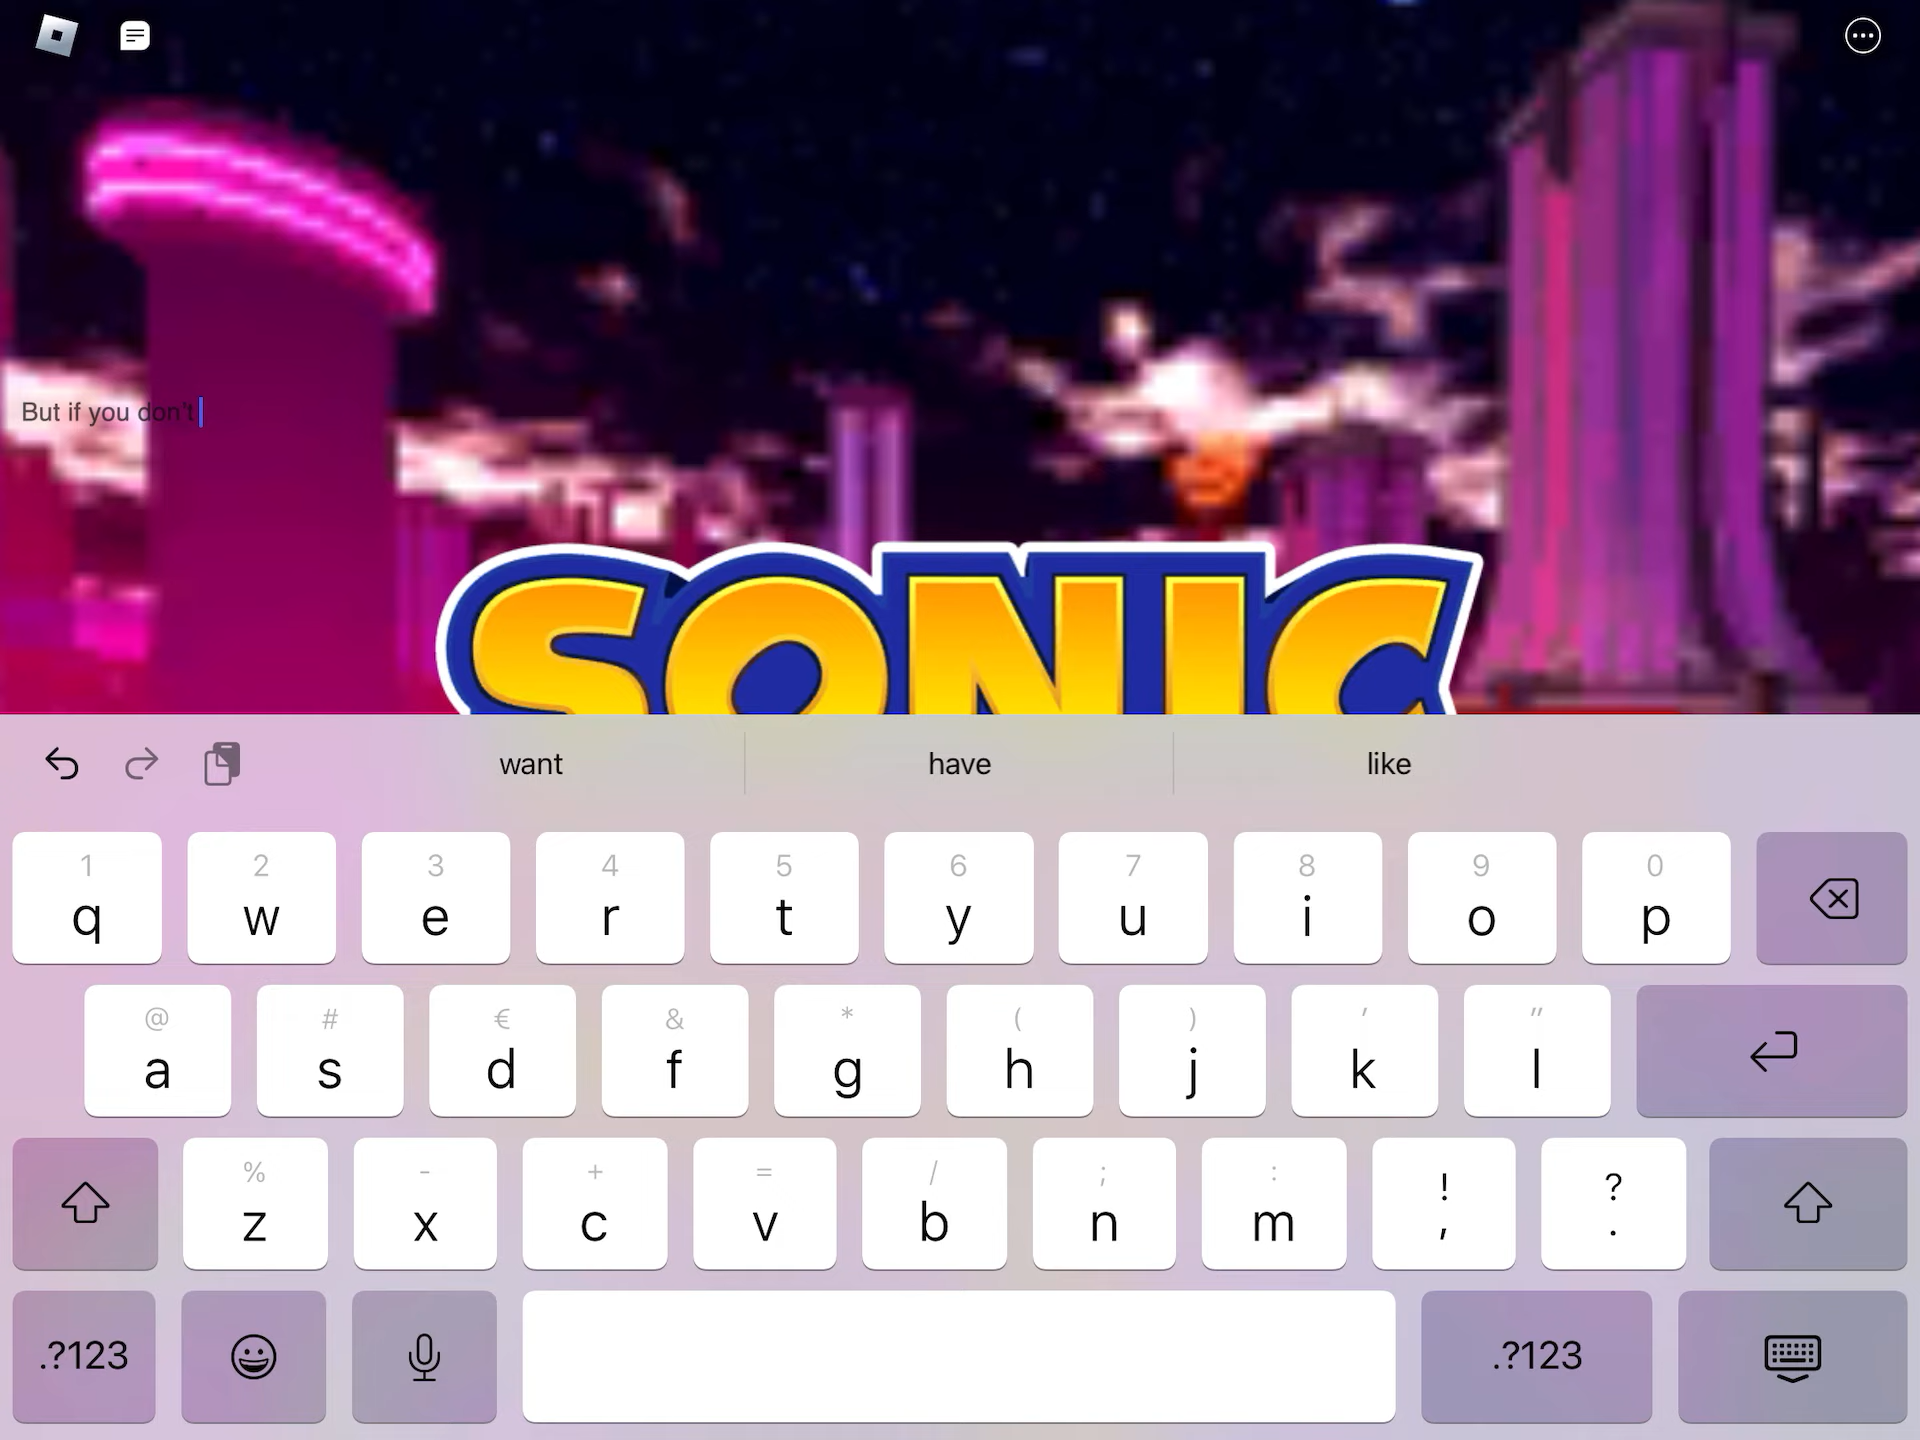 But if you don't
SONIC
want have like
1 2 3 4 5 6 7 8 9 0
q w e r t y u i o p
@ # € & * ( ) ' "
a s d f g h j k l
% - + = / ; : ! ?
z x c v b n m , .
.?123 .?123